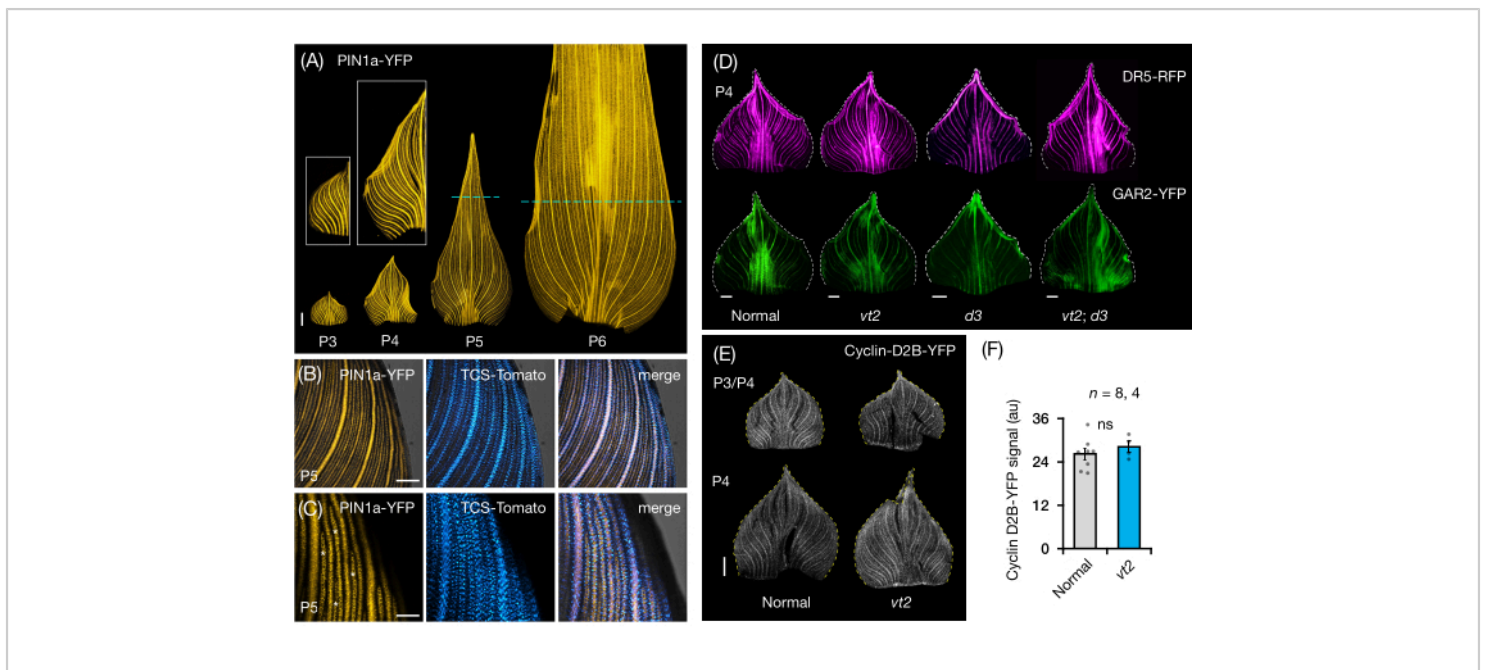 (A) PIN1a-YFP
P3 P4 P5 P6
(B) PIN1a-YFP TCS-Tomato merge
P5
(C) PIN1a-YFP TCS-Tomato merge
P5
(D) DR5-RFP
P4
GAR2-YFP
Normal vt2 d3 vt2; d3
(E) Cyclin-D2B-YFP
P3/P4
P4
Normal vt2
(F)
n = 8, 4
ns
Cyclin D2B-YFP signal (au)
36
24
12
0
Normal vt2